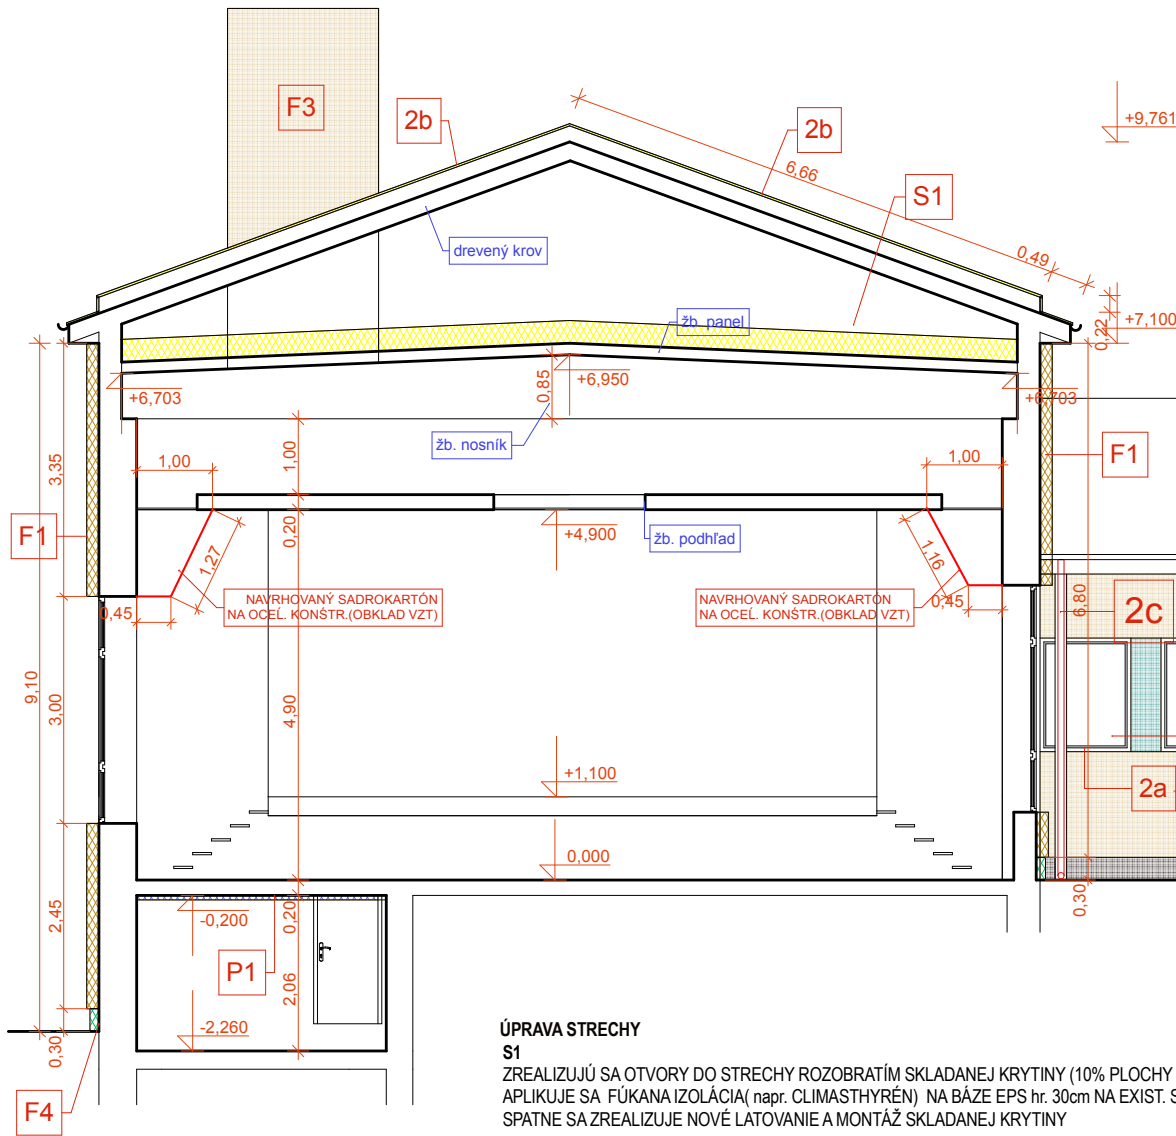 F3
2b
2b
+9,761
6,66
S1
drevený krov
0,49
žb. panel
+7,100
0,22
+6,703
0,85
+6,950
+6,703
žb. nosník
3,35
1,00
1,00
1,00
F1
F1
0,20
+4,900
žb. podhľad
1,27
1,16
NAVRHOVANÝ SADROKARTÓN
NA OCEĽ. KONŠTR.(OBKLAD VZT)
NAVRHOVANÝ SADROKARTÓN
NA OCEĽ. KONŠTR.(OBKLAD VZT)
0,45
0,45
6,80
2c
9,10
3,00
4,90
+1,100
2a
0,000
2,45
-0,200
0,20
0,30
P1
2,06
-2,260
0,30
F4
ÚPRAVA STRECHY
S1
ZREALIZUJÚ SA OTVORY DO STRECHY ROZOBRATÍM SKLADANEJ KRYTINY (10% PLOCHY
APLIKUJE SA FÚKANA IZOLÁCIA( napr. CLIMASTHYRÉN) NA BÁZE EPS hr. 30cm NA EXIST. S
SPATNE SA ZREALIZUJE NOVÉ LATOVANIE A MONTÁŽ SKLADANEJ KRYTINY